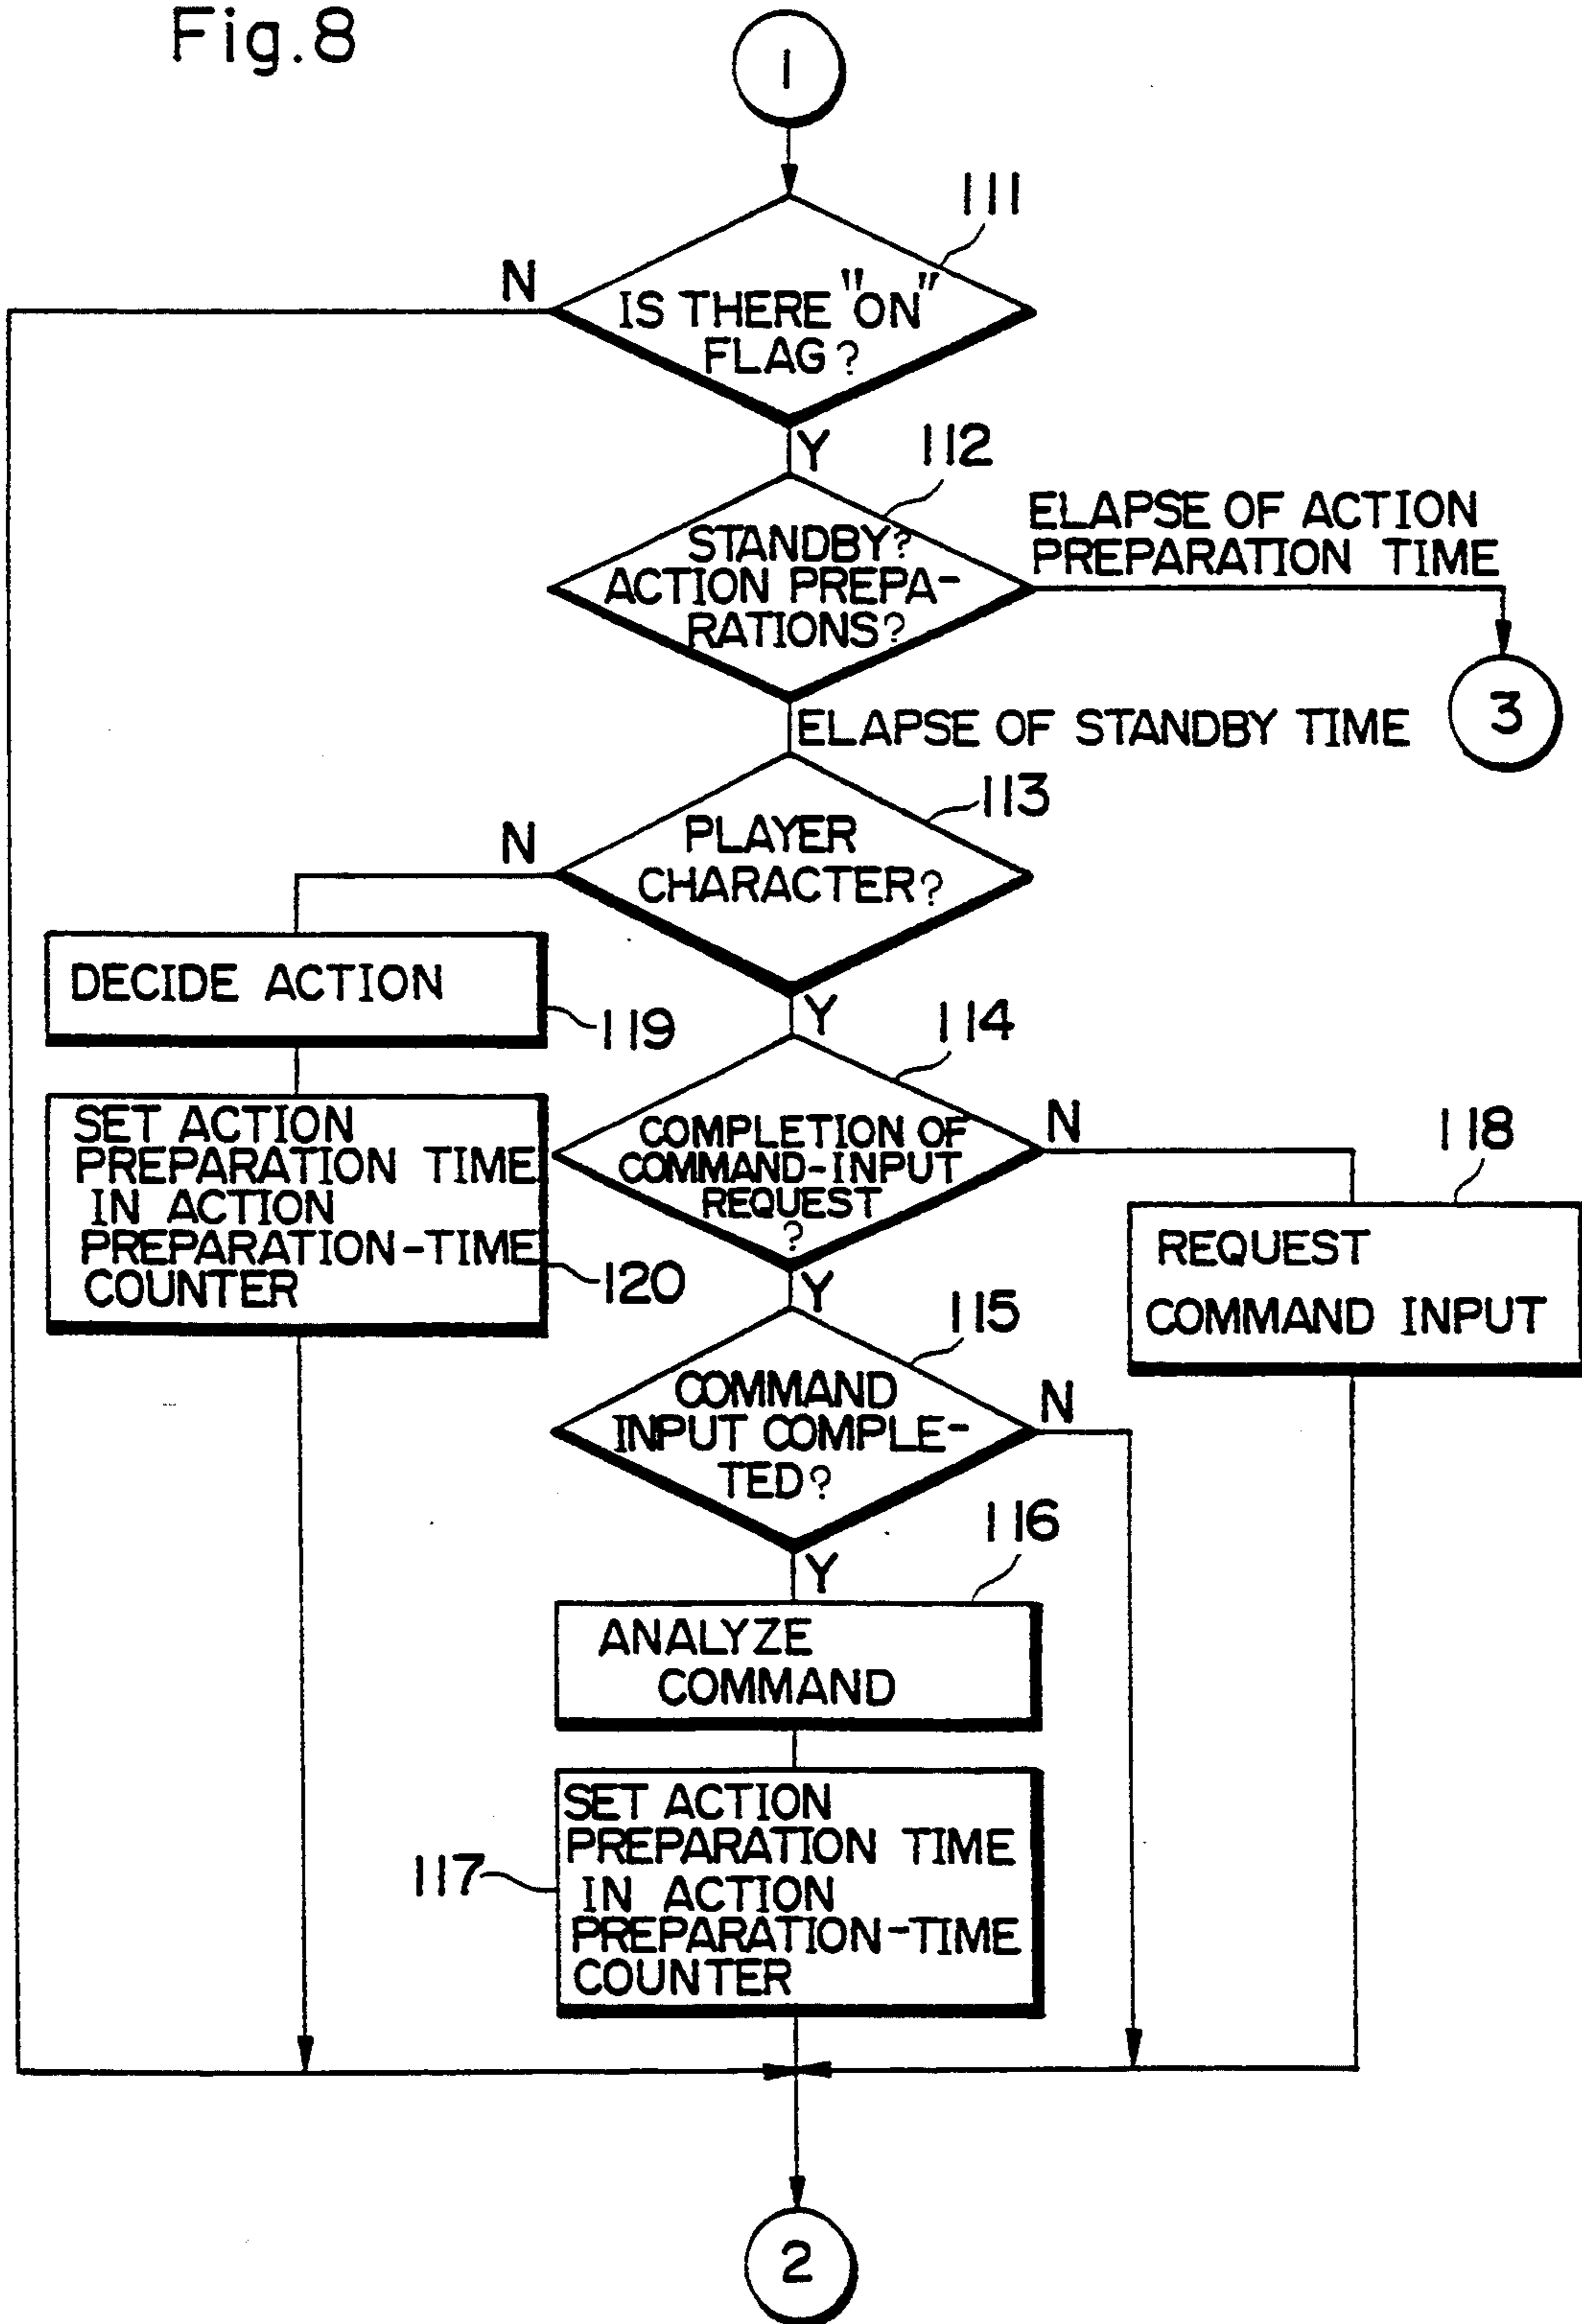 Fig.8
1
111
N
IS THERE "ON"
FLAG?
Y
112
STANDBY?
ACTION PREPA-
RATIONS?
ELAPSE OF ACTION
PREPARATION TIME
3
ELAPSE OF STANDBY TIME
113
N
PLAYER
CHARACTER?
DECIDE ACTION
119
Y
114
COMPLETION OF
COMMAND-INPUT
REQUEST
?
N
118
SET ACTION
PREPARATION TIME
IN ACTION
PREPARATION-TIME
COUNTER
120
REQUEST
COMMAND INPUT
Y
115
COMMAND
INPUT COMPLE-
TED?
N
Y
116
ANALYZE
COMMAND
117
SET ACTION
PREPARATION TIME
IN ACTION
PREPARATION-TIME
COUNTER
2